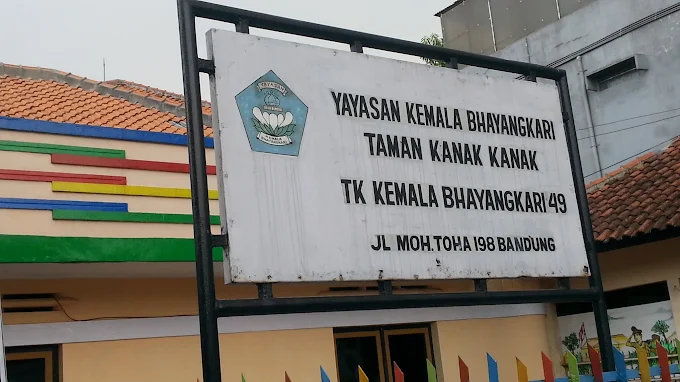 YAYASAN KEMALA BHAYANGKARI
TAMAN KANAK KANAK
TK KEMALA BHAYANGKARI 49
JL MOH.TOHA 198 BANDUNG